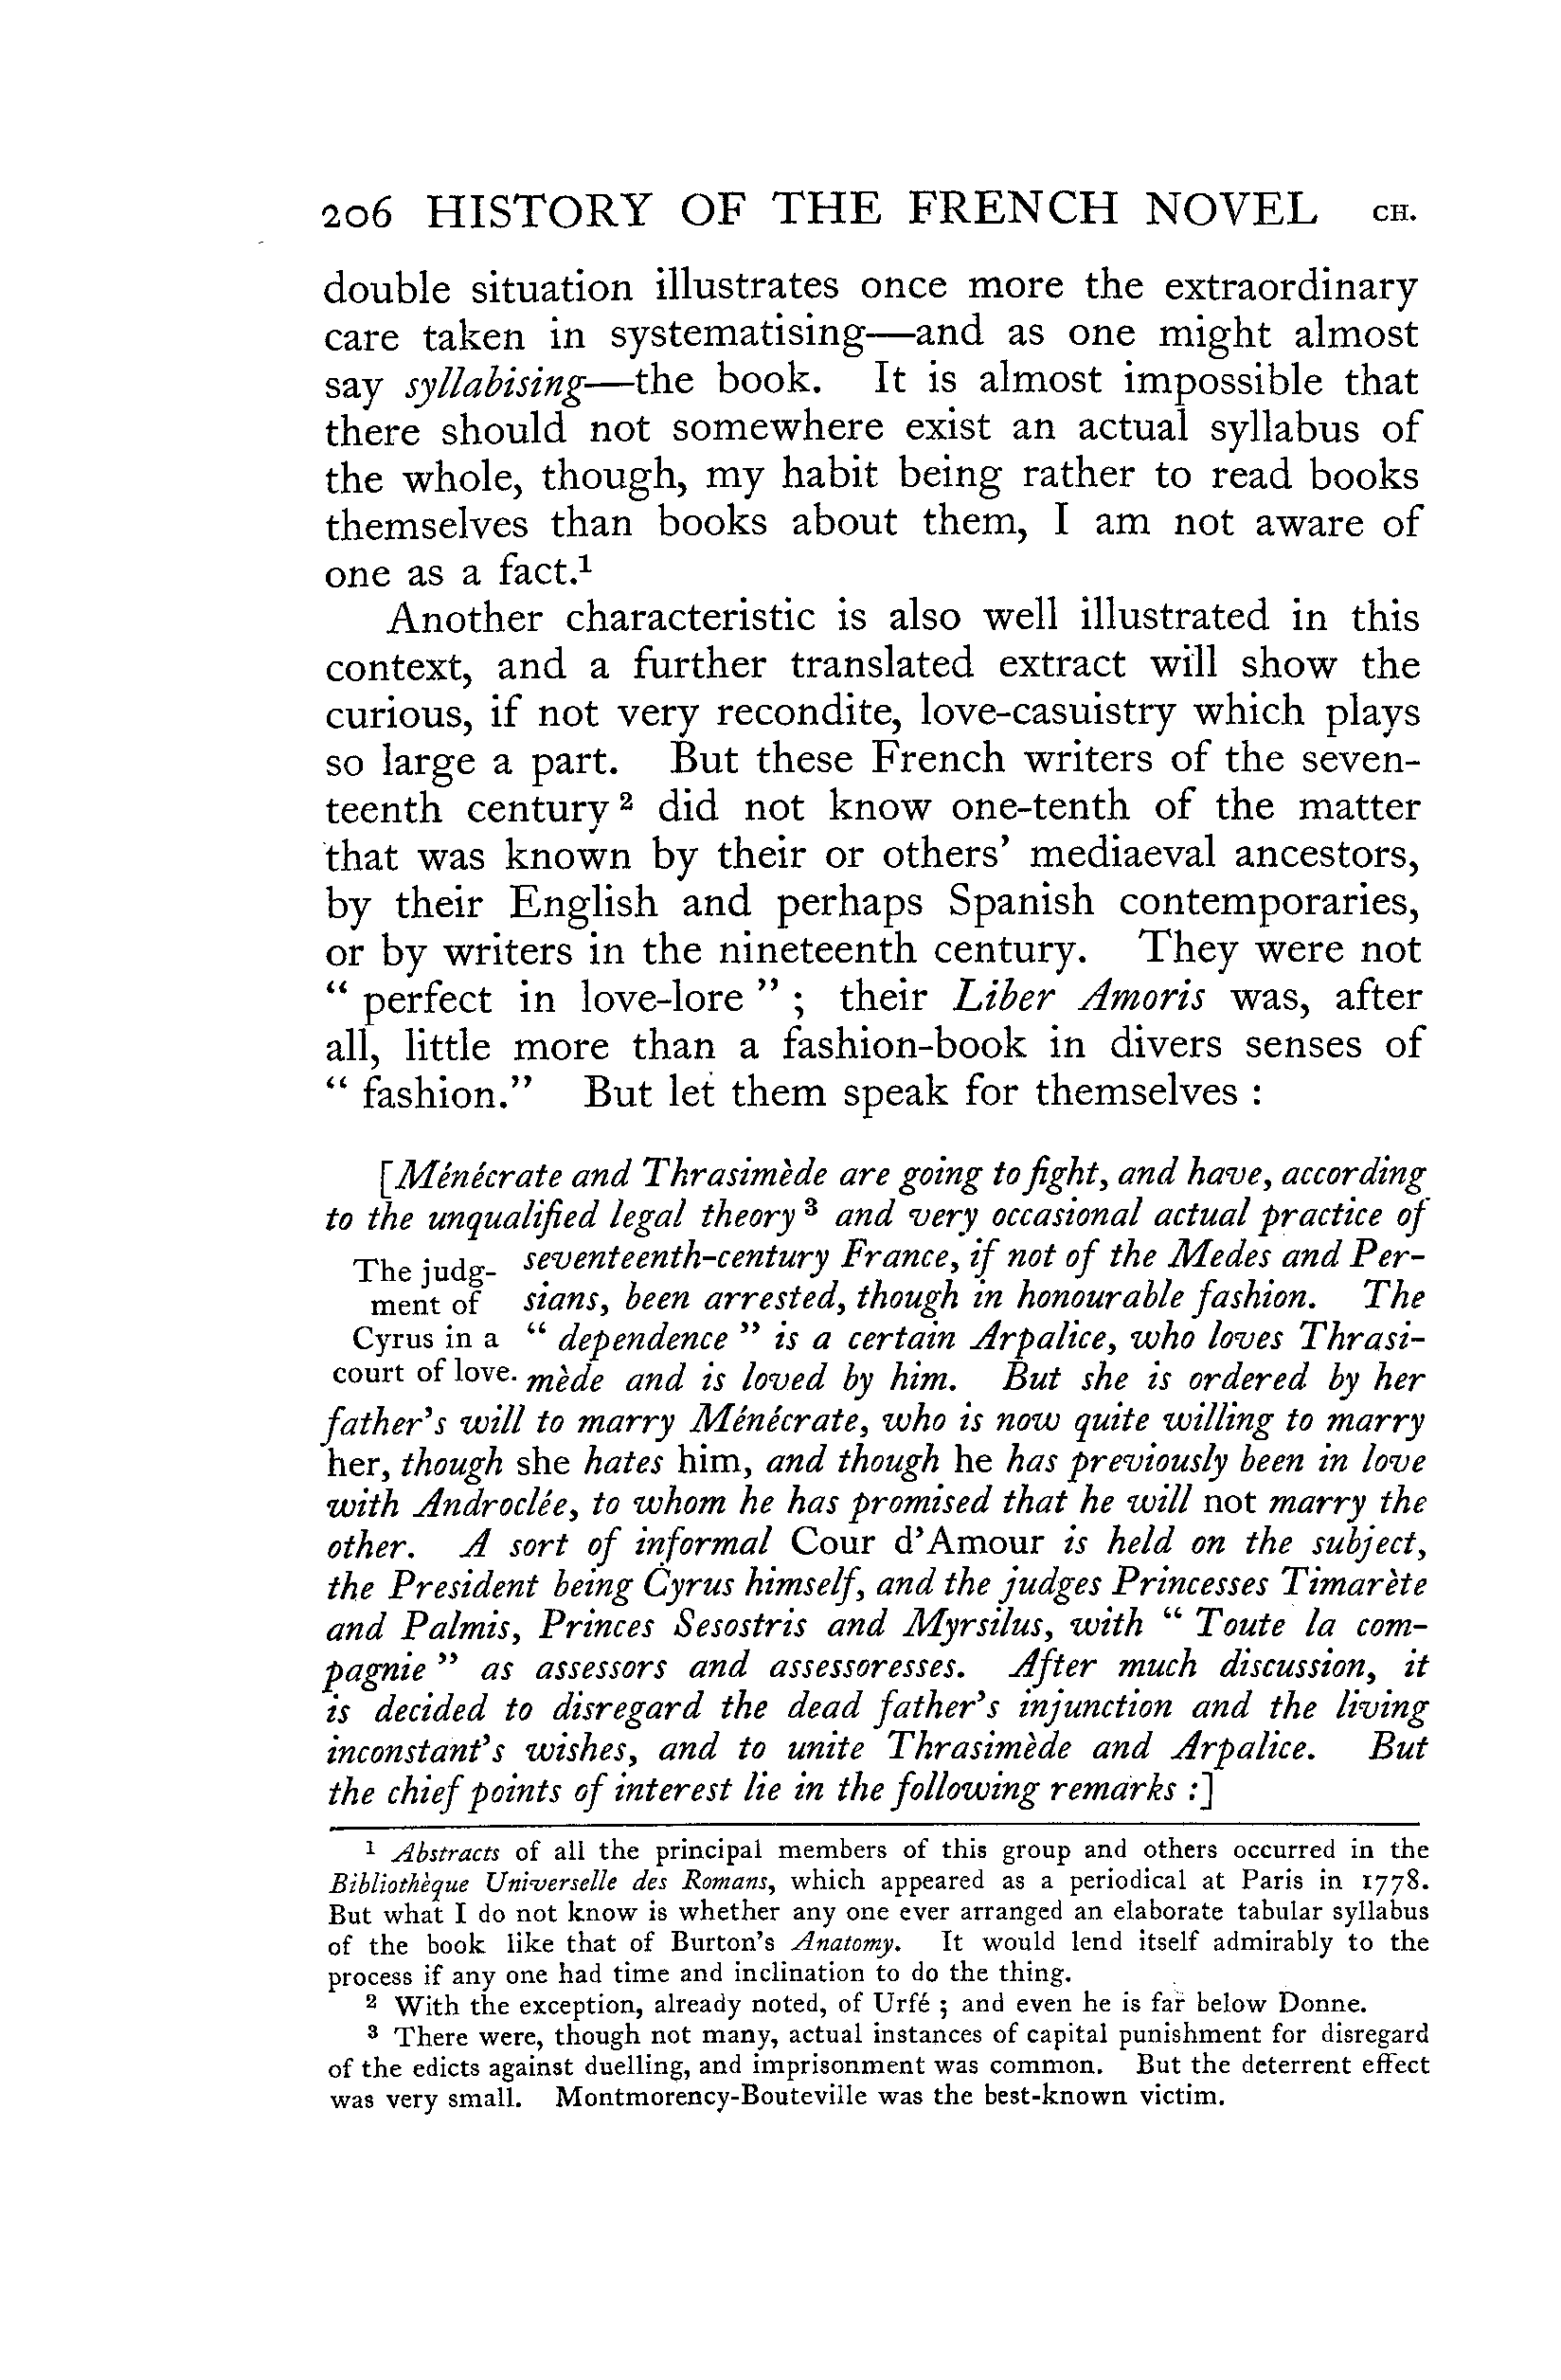 206 HISTORY OF THE FRENCH NOVEL CH.
double situation illustrates once more the extraordinary
care taken in systematising—and as one might almost
say syllabising—the book. It is almost impossible that
there should not somewhere exist an actual syllabus of
the whole, though, my habit being rather to read books
themselves than books about them, I am not aware of
one as a fact.¹
Another characteristic is also well illustrated in this
context, and a further translated extract will show the
curious, if not very recondite, love-casuistry which plays
so large a part. But these French writers of the seven-
teenth century ² did not know one-tenth of the matter
that was known by their or others' mediaeval ancestors,
by their English and perhaps Spanish contemporaries,
or by writers in the nineteenth century. They were not
“ perfect in love-lore ” ; their Liber Amoris was, after
all, little more than a fashion-book in divers senses of
“ fashion.” But let them speak for themselves :
[Ménécrate and Thrasimède are going to fight, and have, according
to the unqualified legal theory ³ and very occasional actual practice of
seventeenth-century France, if not of the Medes and Per-
sians, been arrested, though in honourable fashion. The
“ dependence ” is a certain Arpalice, who loves Thrasi-
mède and is loved by him. But she is ordered by her
The judg-
ment of
Cyrus in a
court of love.
father's will to marry Ménécrate, who is now quite willing to marry
her, though she hates him, and though he has previously been in love
with Androclée, to whom he has promised that he will not marry the
other. A sort of informal Cour d'Amour is held on the subject,
the President being Cyrus himself, and the judges Princesses Timarète
and Palmis, Princes Sesostris and Myrsilus, with “ Toute la com-
pagnie ” as assessors and assessoresses. After much discussion, it
is decided to disregard the dead father's injunction and the living
inconstant's wishes, and to unite Thrasimède and Arpalice. But
the chief points of interest lie in the following remarks :]
¹ Abstracts of all the principal members of this group and others occurred in the
Bibliothèque Universelle des Romans, which appeared as a periodical at Paris in 1778.
But what I do not know is whether any one ever arranged an elaborate tabular syllabus
of the book like that of Burton's Anatomy. It would lend itself admirably to the
process if any one had time and inclination to do the thing.
² With the exception, already noted, of Urfé ; and even he is far below Donne.
³ There were, though not many, actual instances of capital punishment for disregard
of the edicts against duelling, and imprisonment was common. But the deterrent effect
was very small. Montmorency-Bouteville was the best-known victim.